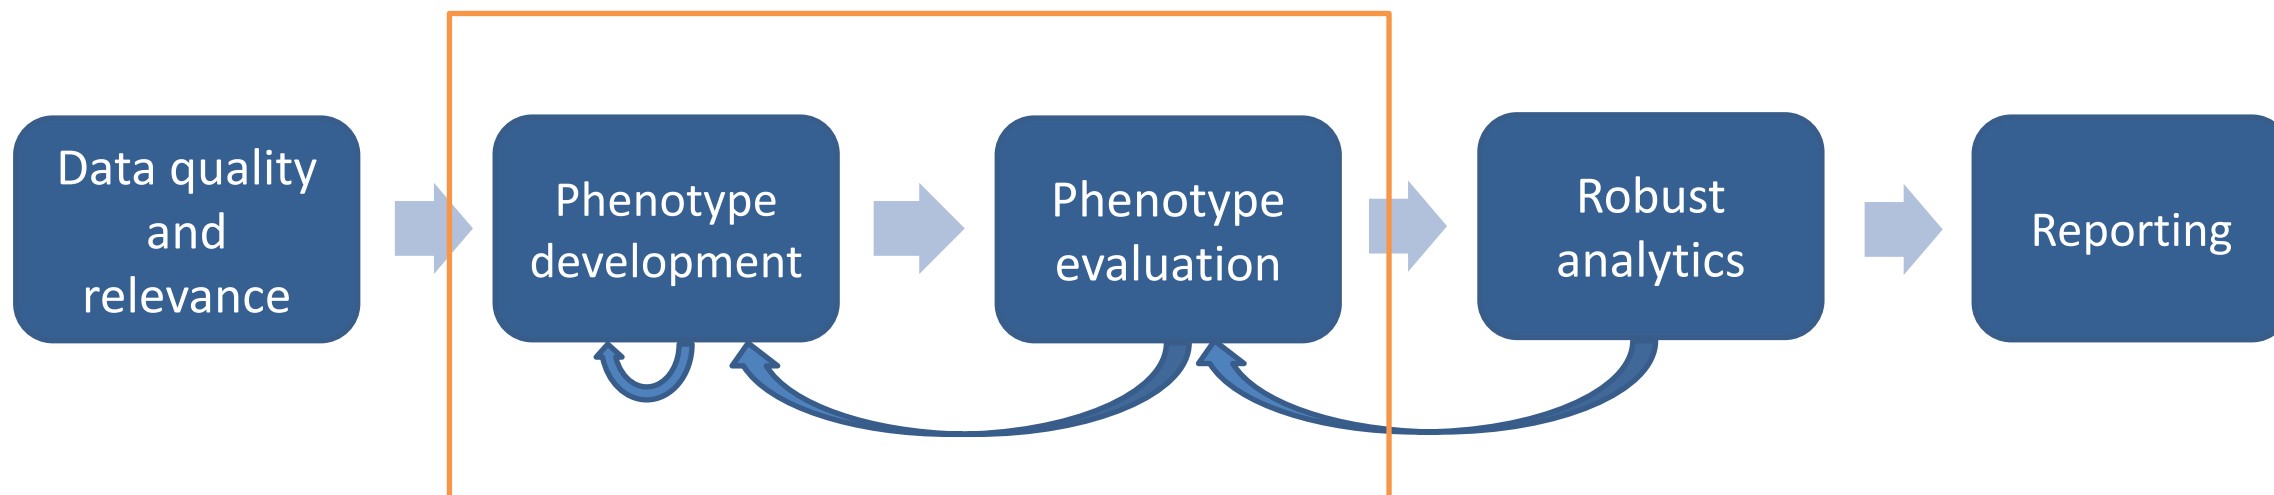 Data quality
and
relevance
Phenotype
development
Phenotype
evaluation
Robust
analytics
Reporting